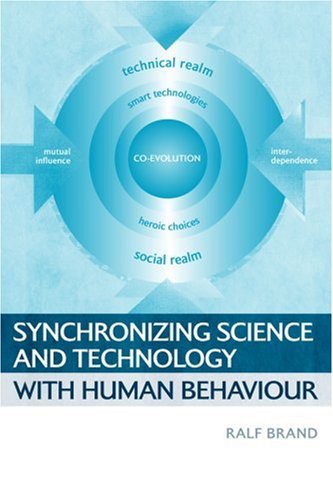 technical realm
smart technologies
mutual
influence
CO-EVOLUTION
inter-
dependence
heroic choices
social realm
SYNCHRONIZING SCIENCE
AND TECHNOLOGY
WITH HUMAN BEHAVIOUR
RALF BRAND